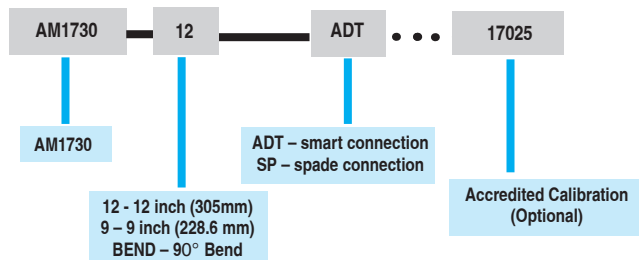 AM1730
12
ADT
17025
AM1730
ADT – smart connection
SP – spade connection
12 - 12 inch (305mm)
9 – 9 inch (228.6 mm)
BEND – 90° Bend
Accredited Calibration
(Optional)